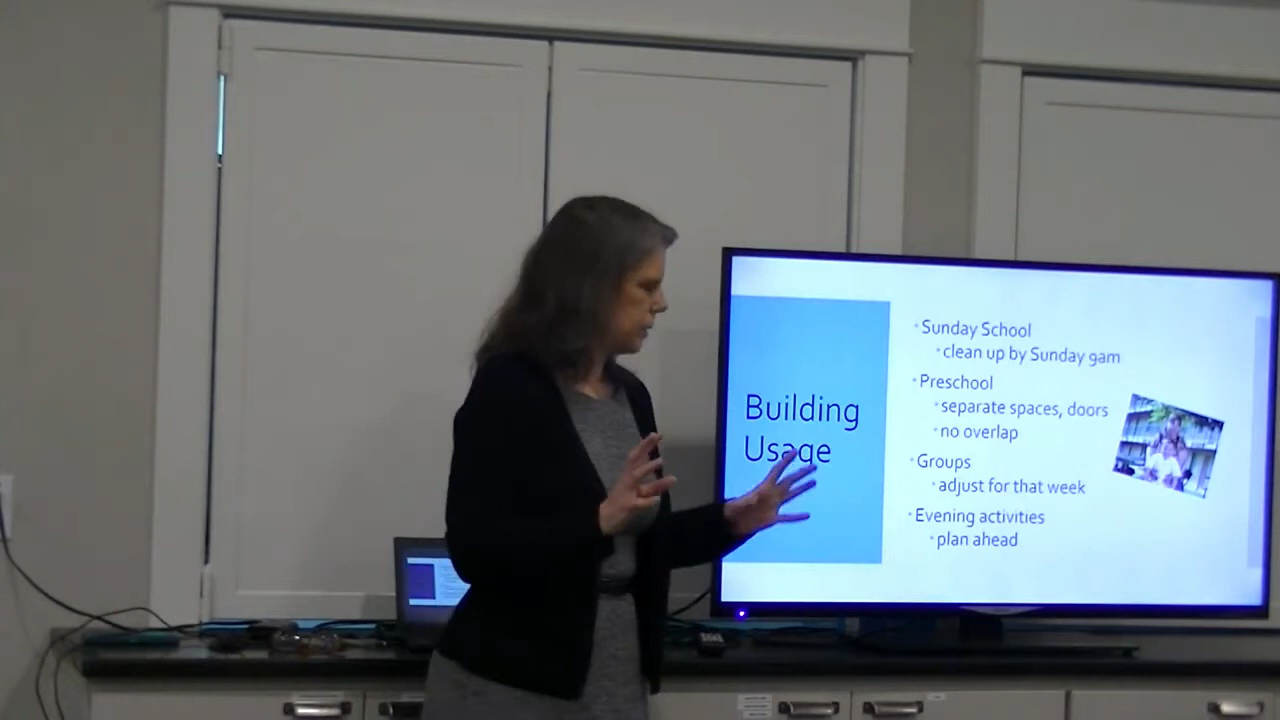 Building
Usage
Sunday School
clean up by Sunday 9am
Preschool
separate spaces, doors
no overlap
Groups
adjust for that week
Evening activities
plan ahead